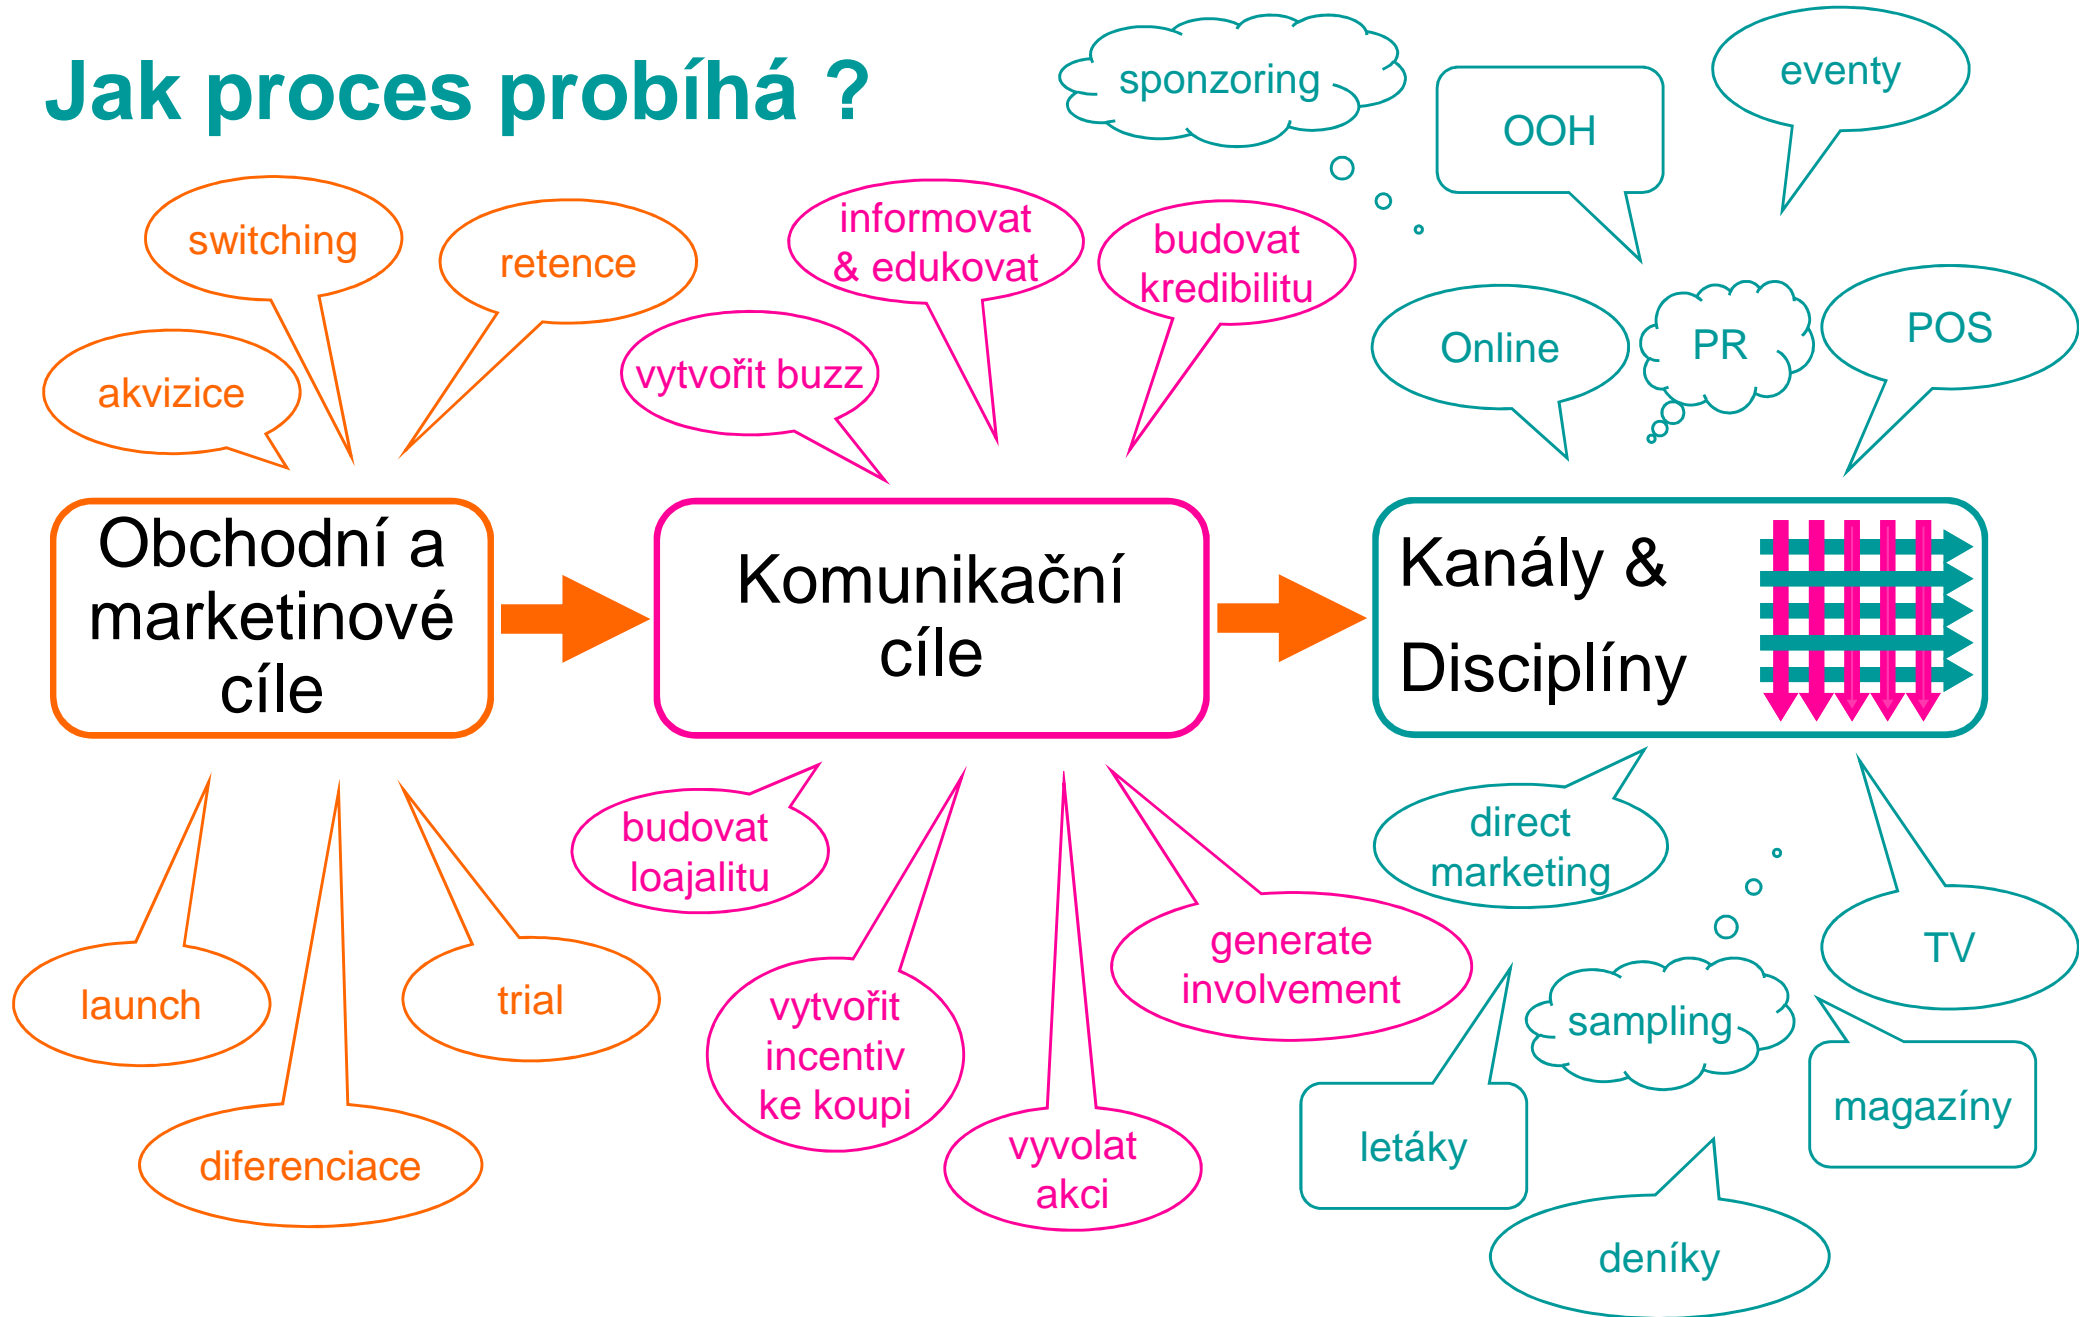 Jak proces probíhá ?
sponzoring
OOH
eventy
switching
retence
akvizice
informovat
& edukovat
budovat
kredibilitu
vytvořit buzz
Online
PR
POS
Obchodní a
marketinové
cíle
Komunikační
cíle
Kanály &
Disciplíny
launch
diferenciace
trial
budovat
loajalitu
vytvořit
incentiv
ke koupi
vyvolat
akci
generate
involvement
direct
marketing
TV
sampling
letáky
magazíny
deníky